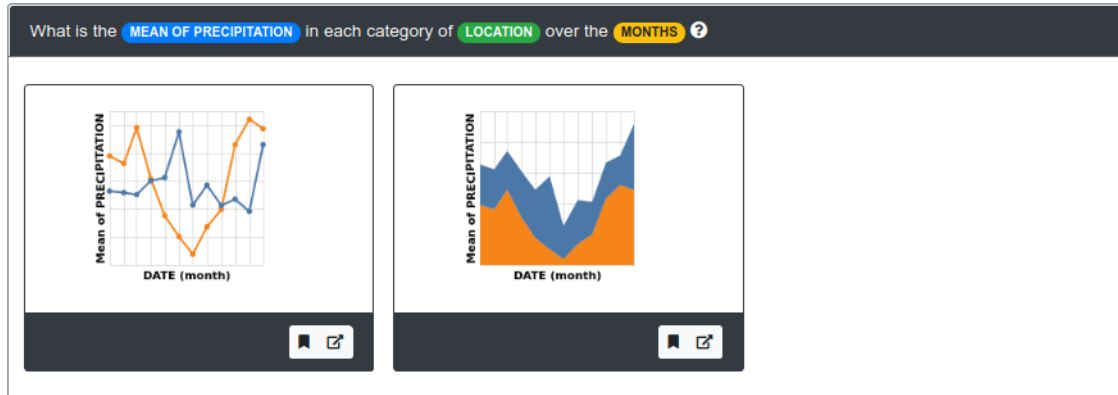 What is the MEAN OF PRECIPITATION in each category of LOCATION over the MONTHS ?
Mean of PRECIPITATION
DATE (month)
Mean of PRECIPITATION
DATE (month)